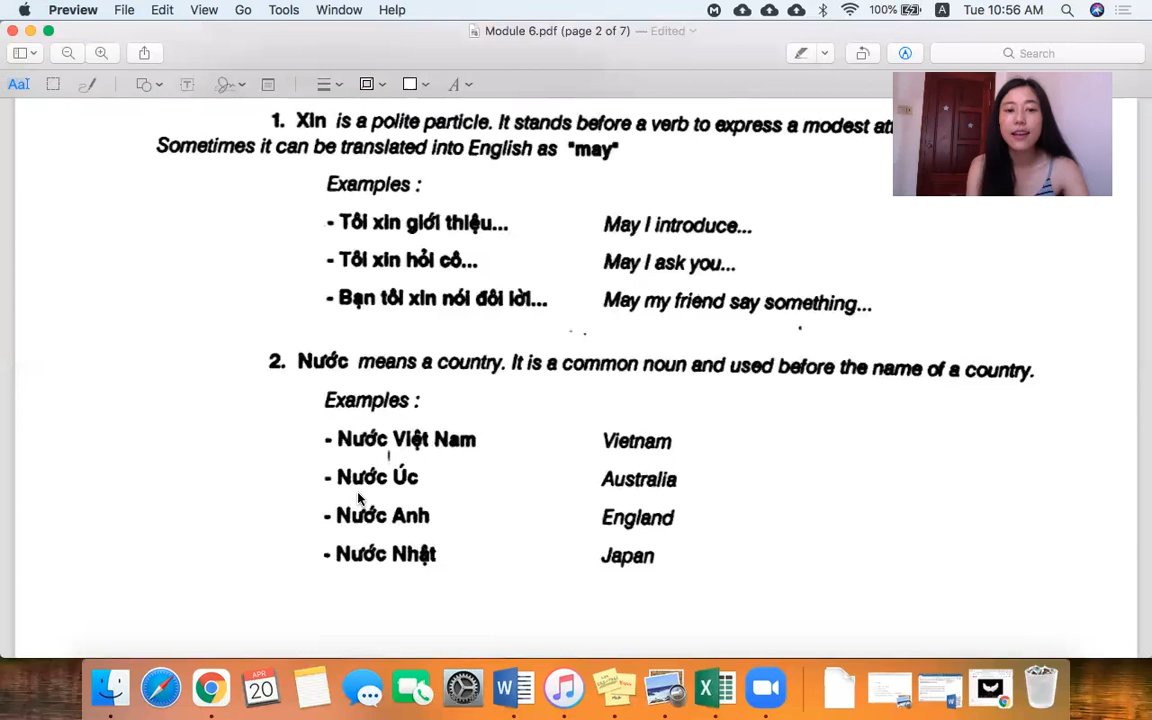 Preview File Edit View Go Tools Window Help 100% A Tue 10:56 AM
Module 6.pdf (page 2 of 7) — Edited
Search
AaI T A
1. Xin is a polite particle. It stands before a verb to express a modest
Sometimes it can be translated into English as "may"
Examples :
- Tôi xin giới thiệu... May I introduce...
- Tôi xin hỏi cô... May I ask you...
- Bạn tôi xin nói đôi lời... May my friend say something...
2. Nước means a country. It is a common noun and used before the name of a country.
Examples :
- Nước Việt Nam Vietnam
- Nước Úc Australia
- Nước Anh England
- Nước Nhật Japan
APR
20